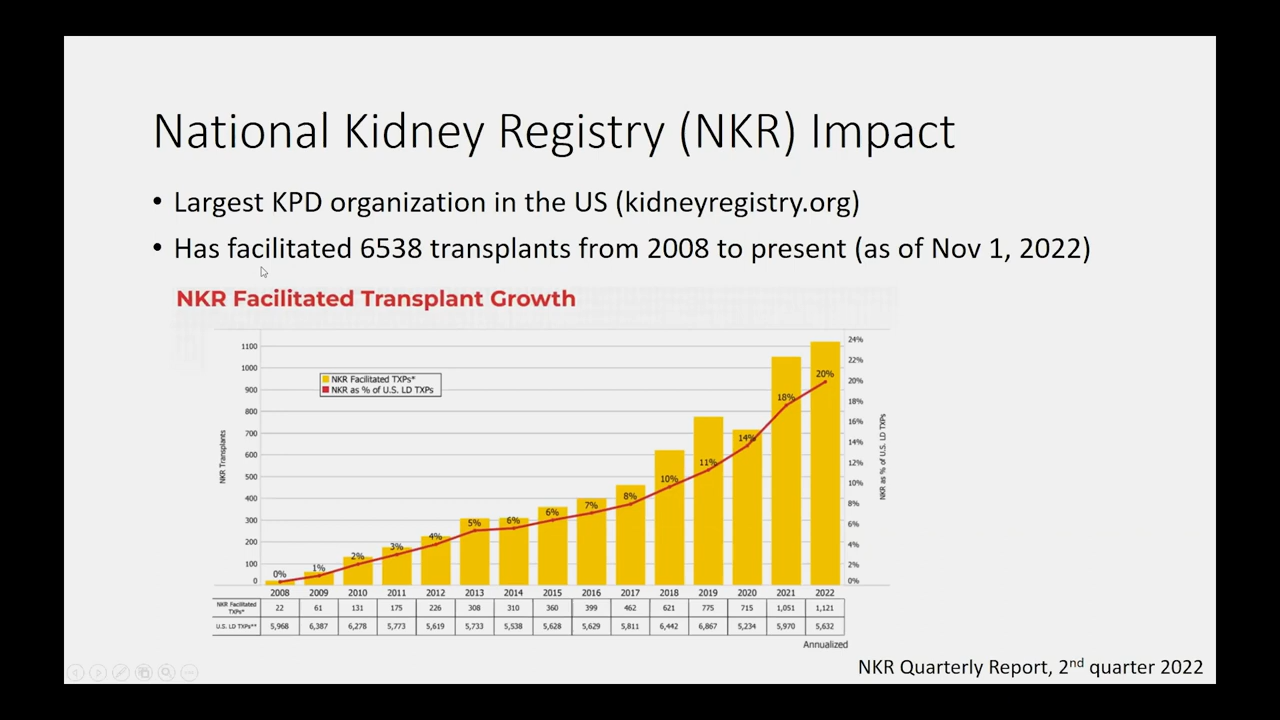 National Kidney Registry (NKR) Impact
• Largest KPD organization in the US (kidneyregistry.org)
• Has facilitated 6538 transplants from 2008 to present (as of Nov 1, 2022)
NKR Facilitated Transplant Growth
NKR Facilitated TXPs*
NKR as % of U.S. LD TXPs
NKR Transplants
1100
1000
900
800
700
600
500
400
300
200
100
0
0% 1% 2% 3% 4% 5% 6% 6% 7% 8% 10% 11% 14% 18% 20%
24%
22%
20%
18%
16%
14%
12%
10%
8%
6%
4%
2%
0%
NKR as % of U.S. LD TXPs
2008 2009 2010 2011 2012 2013 2014 2015 2016 2017 2018 2019 2020 2021 2022
NKR Facilitated
TXPs*
22 61 131 175 226 308 310 360 399 462 621 775 715 1,051 1,121
U.S. LD TXPs** 5,968 6,387 6,278 5,773 5,619 5,733 5,538 5,628 5,629 5,811 6,442 6,867 5,234 5,970 5,632
Annualized
NKR Quarterly Report, 2nd quarter 2022